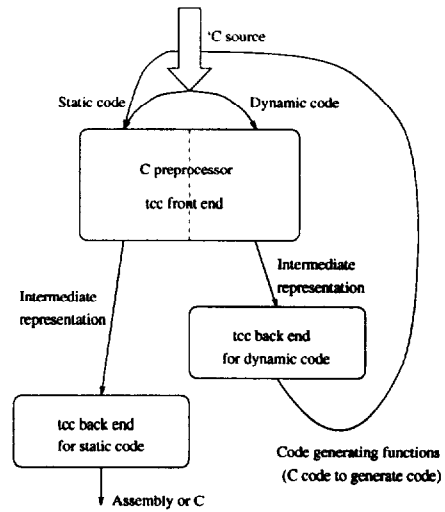 `C source
Static code
Dynamic code
C preprocessor
tcc front end
Intermediate
representation
Intermediate
representation
tcc back end
for dynamic code
tcc back end
for static code
Code generating functions
(C code to generate code)
Assembly or C